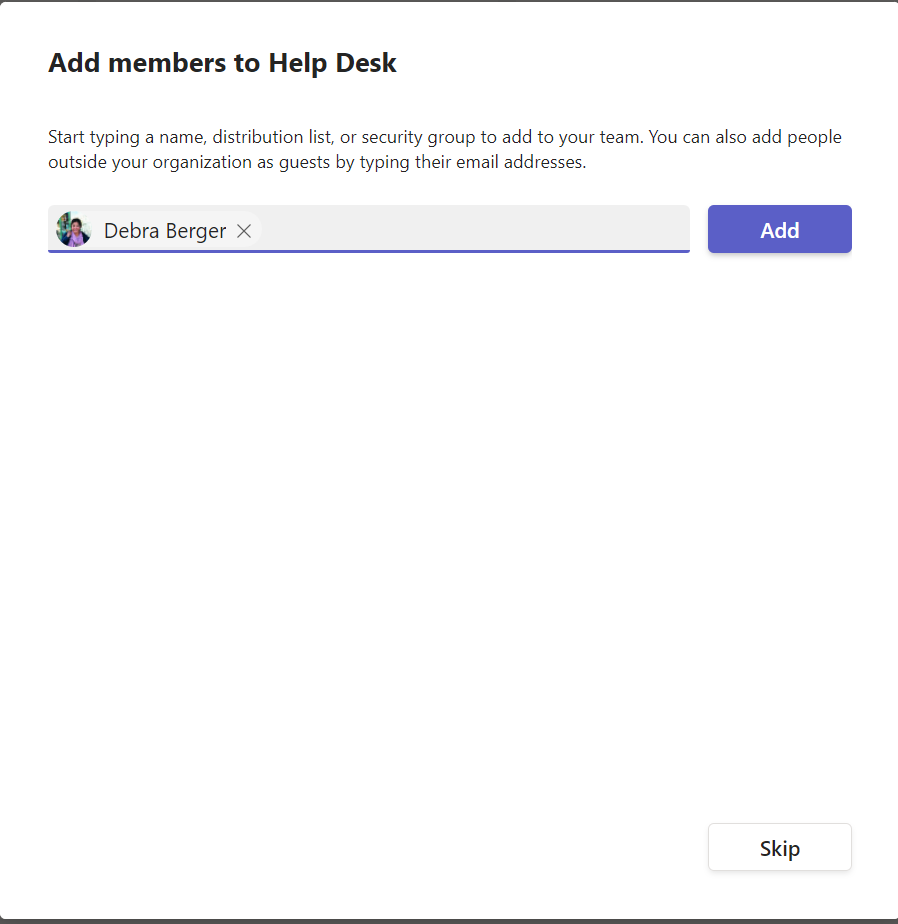 Add members to Help Desk
Start typing a name, distribution list, or security group to add to your team. You can also add people
outside your organization as guests by typing their email addresses.
Debra Berger
Add
Skip